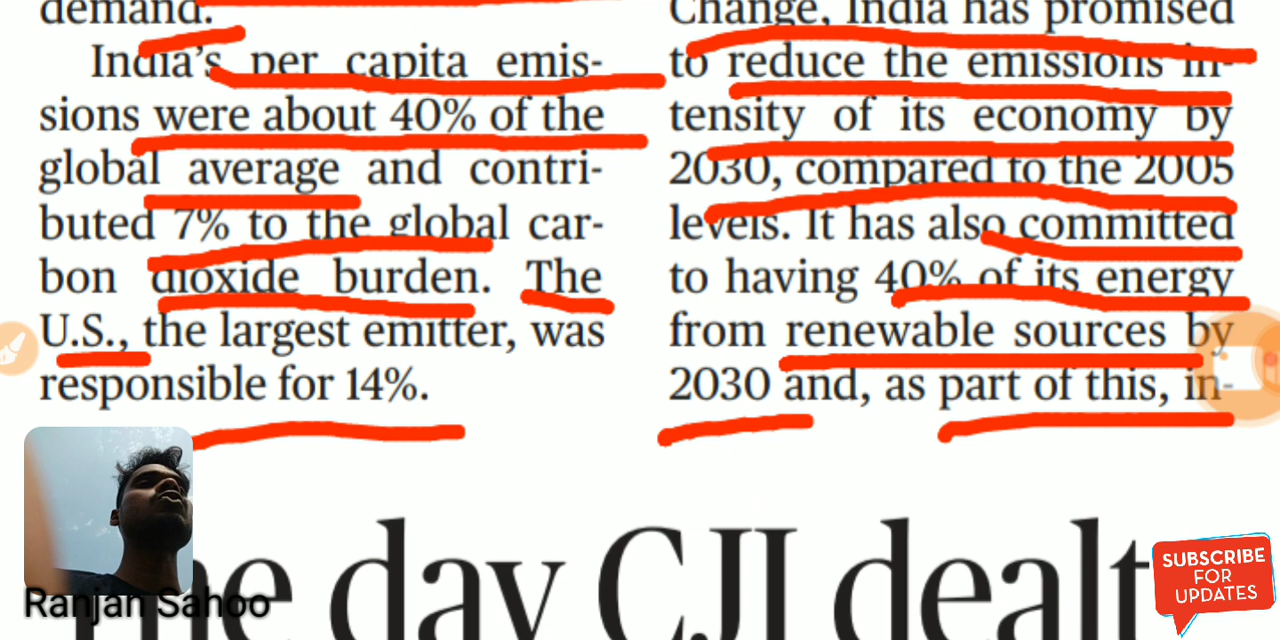 demand.
India's per capita emis-
sions were about 40% of the
global average and contri-
buted 7% to the global car-
bon dioxide burden. The
U.S., the largest emitter, was
responsible for 14%.
Change, India has promised
to reduce the emissions in-
tensity of its economy by
2030, compared to the 2005
levels. It has also committed
to having 40% of its energy
from renewable sources by
2030 and, as part of this, in-
The day CJI dealt
Ranjan Sahoo
SUBSCRIBE
FOR
UPDATES